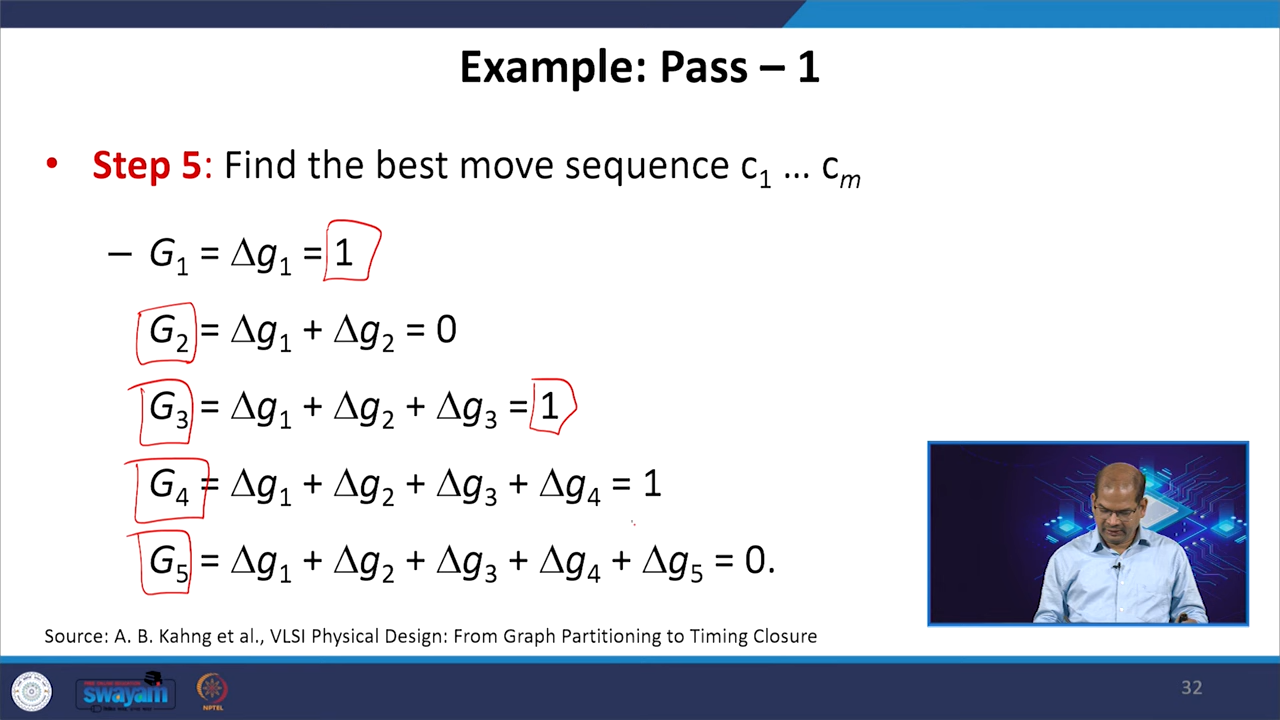 Example: Pass – 1
• Step 5: Find the best move sequence c₁ … cₘ
– G₁ = Δg₁ = 1
G₂ = Δg₁ + Δg₂ = 0
G₃ = Δg₁ + Δg₂ + Δg₃ = 1
G₄ = Δg₁ + Δg₂ + Δg₃ + Δg₄ = 1
G₅ = Δg₁ + Δg₂ + Δg₃ + Δg₄ + Δg₅ = 0.
Source: A. B. Kahng et al., VLSI Physical Design: From Graph Partitioning to Timing Closure
swayam
NPTEL
32